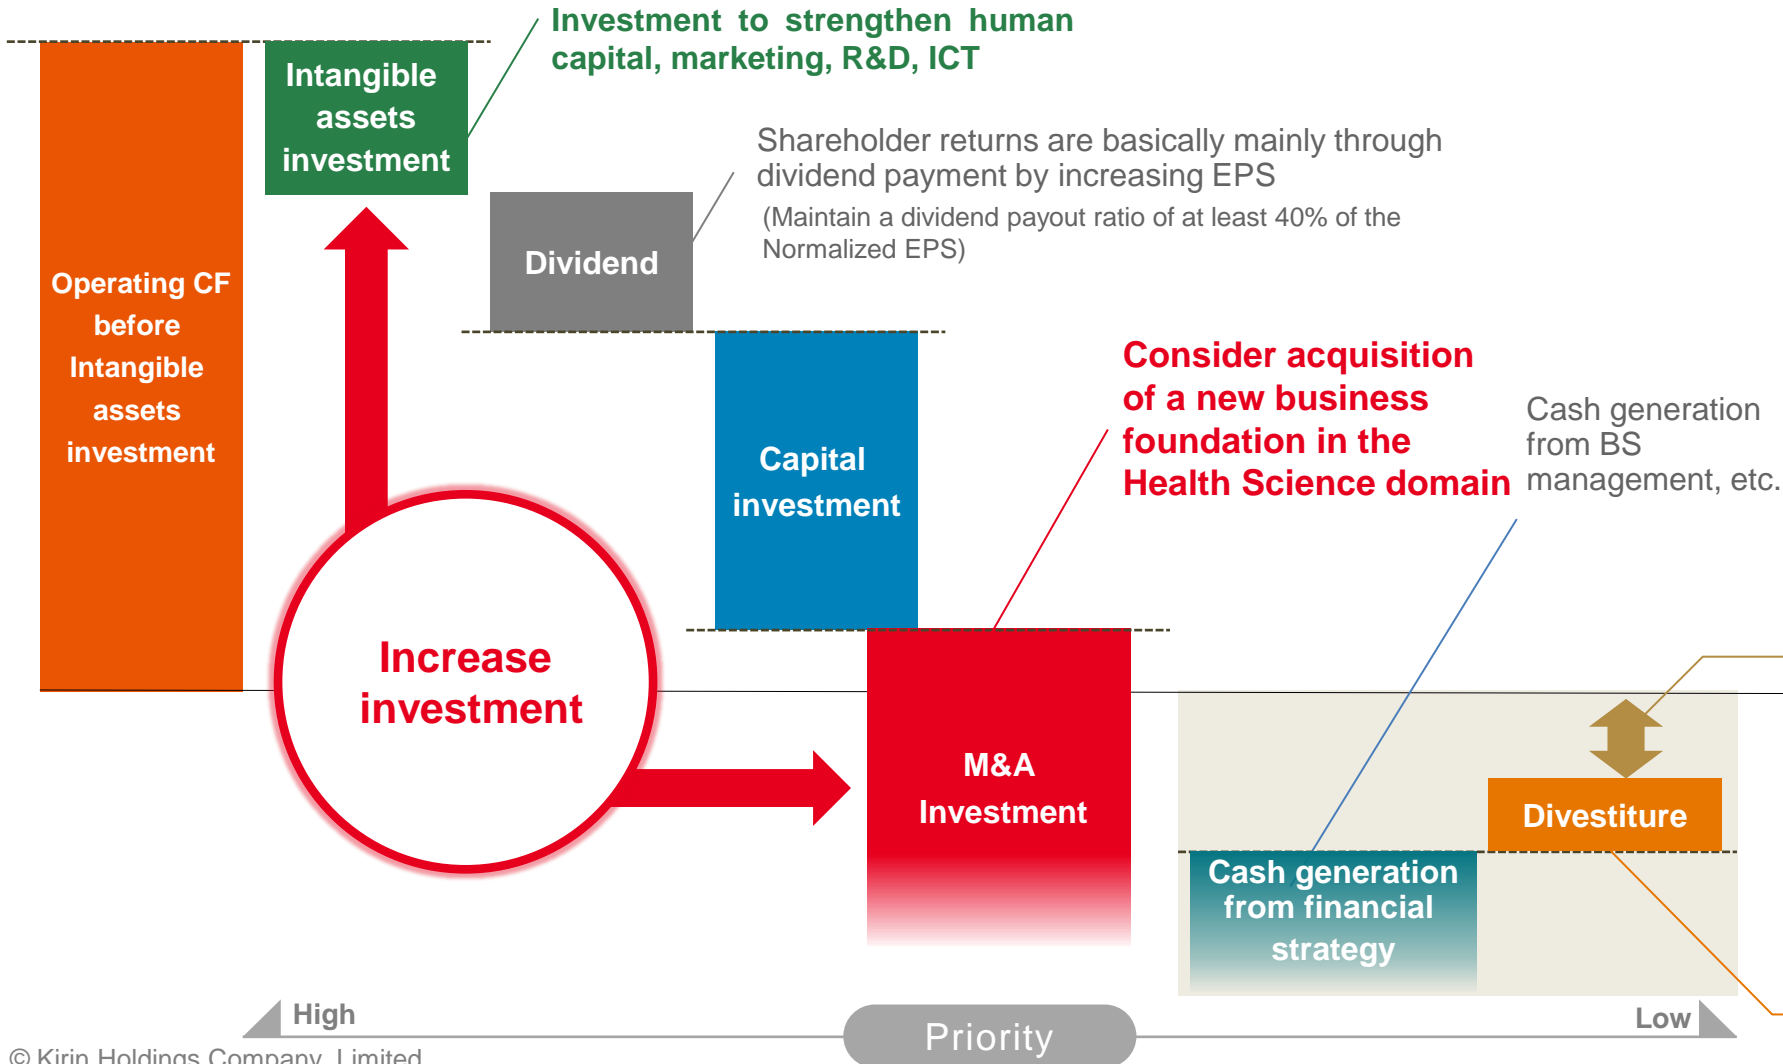 Investment to strengthen human
capital, marketing, R&D, ICT
Intangible
assets
investment
Shareholder returns are basically mainly through
dividend payment by increasing EPS
(Maintain a dividend payout ratio of at least 40% of the
Normalized EPS)
Dividend
Operating CF
before
Intangible
assets
investment
Consider acquisition
of a new business
foundation in the
Health Science domain
Cash generation
from BS
management, etc.
Capital
investment
Increase
investment
M&A
Investment
Divestiture
Cash generation
from financial
strategy
High
Priority
Low
© Kirin Holdings Company, Limited